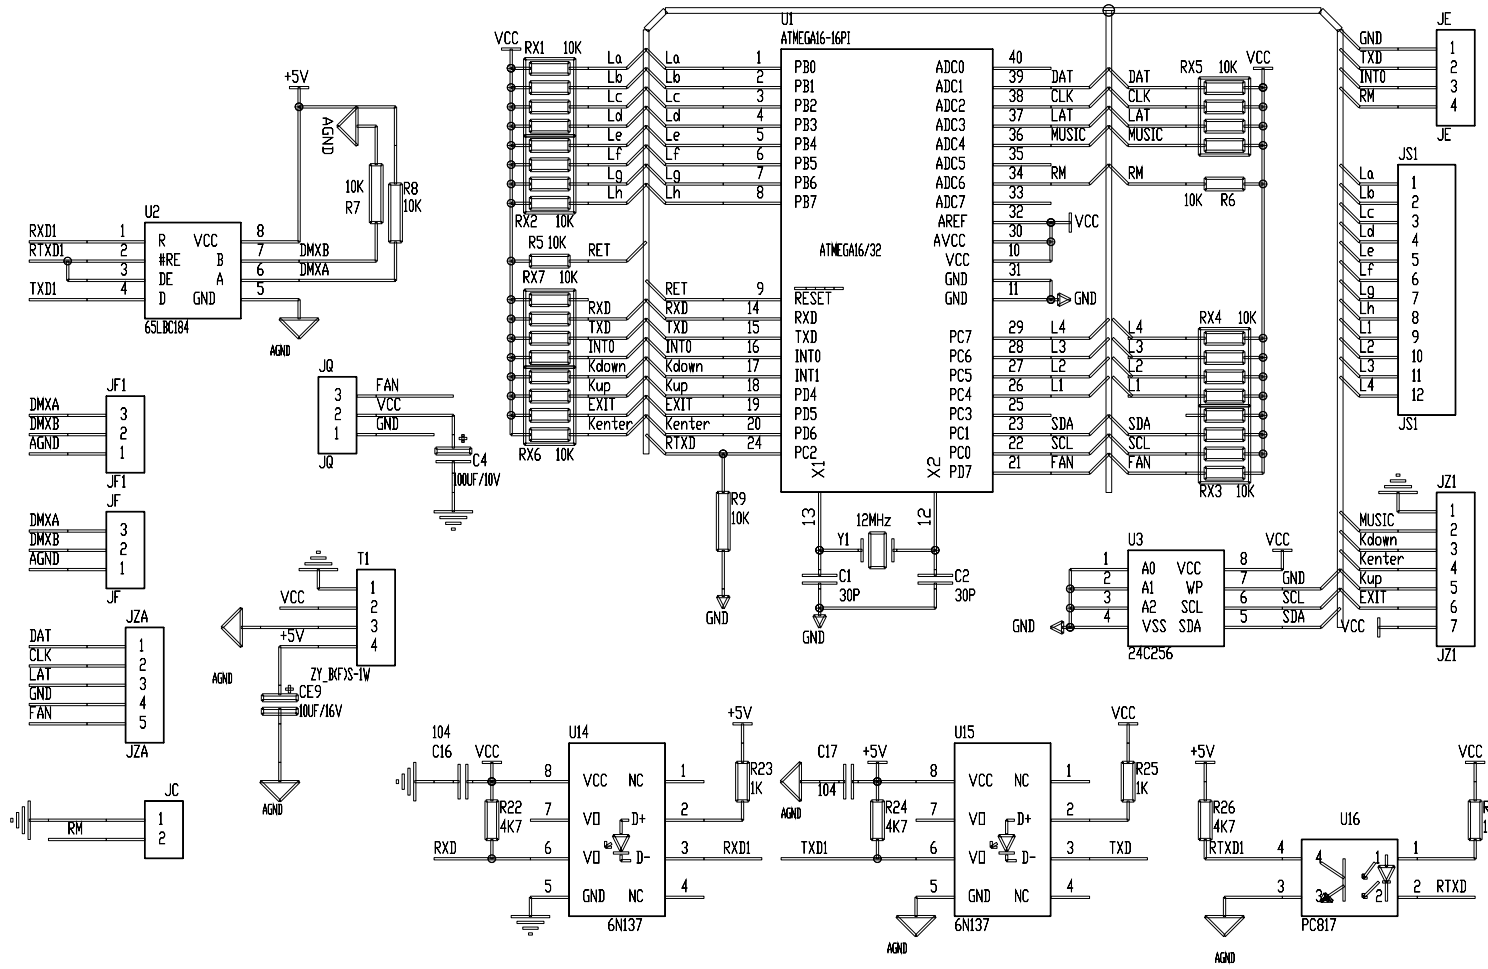 +5V
AGND
10K
R7
R8
10K
U2
RXD1
RTXD1
TXD1
1
2
3
4
R VCC
#RE B
DE A
D GND
8
7
6
5
DMXB
DMXA
65LBC184
AGND
JF1
DMXA 3
DMXB 2
AGND 1
JF1
JF
DMXA 3
DMXB 2
AGND 1
JF
JZA
DAT 1
CLK 2
LAT 3
GND 4
FAN 5
JZA
JC
1
RM 2
JQ
3 FAN
2 VCC
1 GND
JQ
C4
100UF/10V
T1
1
VCC 2
3
+5V 4
ZY_B(F)S-1W
AGND
CE9
10UF/16V
AGND
VCC
RX1 10K
La
Lb
Lc
Ld
Le
Lf
Lg
Lh
RX2 10K
R5 10K
RET
RX7 10K
RXD
TXD
INT0
Kdown
Kup
EXIT
Kenter
RX6 10K
U1
ATMEGA16-16PI
La 1 PB0
Lb 2 PB1
Lc 3 PB2
Ld 4 PB3
Le 5 PB4
Lf 6 PB5
Lg 7 PB6
Lh 8 PB7
ATMEGA16/32
RET 9 RESET
RXD 14 RXD
TXD 15 TXD
INT0 16 INT0
Kdown 17 INT1
Kup 18 PD4
EXIT 19 PD5
Kenter 20 PD6
RTXD 24 PC2
X1
X2
ADC0 40
ADC1 39 DAT DAT
ADC2 38 CLK CLK
ADC3 37 LAT LAT
ADC4 36 MUSIC MUSIC
ADC5 35
ADC6 34 RM RM
ADC7 33
AREF 32
AVCC 30
VCC 10
GND 31
GND 11
VCC
GND
PC7 29 L4 L4
PC6 28 L3 L3
PC5 27 L2 L2
PC4 26 L1 L1
PC3 25
PC1 23 SDA SDA
PC0 22 SCL SCL
PD7 21 FAN FAN
RX5 10K
VCC
10K R6
RX4 10K
RX3 10K
R9
10K
GND
13
12
12MHz
Y1
C1
30P
C2
30P
GND
U3
1 A0 VCC 8
2 A1 WP 7 GND
3 A2 SCL 6 SCL
4 VSS SDA 5 SDA
24C256
GND
VCC
JE
GND 1
TXD 2
INT0 3
RM 4
JE
JS1
La 1
Lb 2
Lc 3
Ld 4
Le 5
Lf 6
Lg 7
Lh 8
L1 9
L2 10
L3 11
L4 12
JS1
JZ1
1
MUSIC 2
Kdown 3
Kenter 4
Kup 5
EXIT 6
VCC 7
JZ1
104
C16
VCC
U14
8 VCC NC 1
7 VO D+ 2
6 VO D- 3
5 GND NC 4
6N137
R22
4K7
RXD
+5V
R23
1K
RXD1
C17
104
+5V
AGND
U15
8 VCC NC 1
7 VO D+ 2
6 VO D- 3
5 GND NC 4
6N137
R24
4K7
TXD1
AGND
VCC
R25
1K
TXD
+5V
R26
4K7
RTXD1
U16
4
3
4
3
1
2
1
2
PC817
AGND
VCC
R
1
RTXD